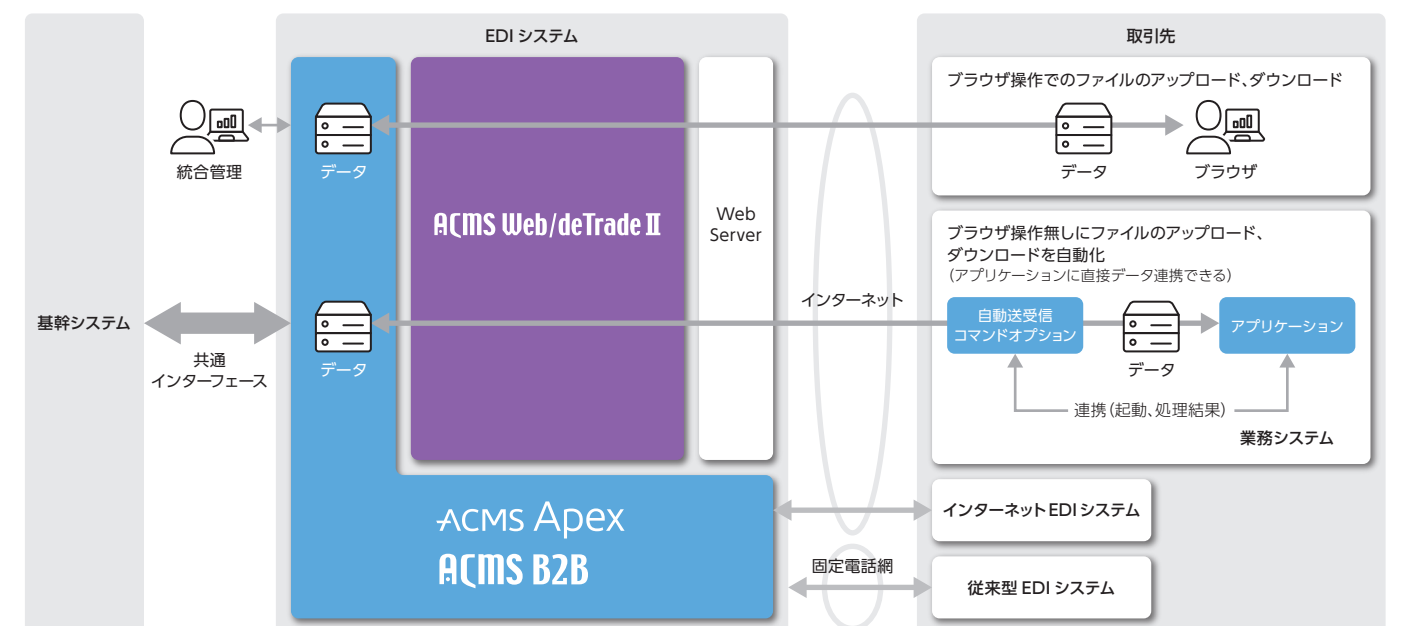 EDI システム
取引先
統合管理
データ
ACMS Web/deTrade II
Web
Server
ブラウザ操作でのファイルのアップロード、ダウンロード
データ
ブラウザ
ブラウザ操作無しにファイルのアップロード、
ダウンロードを自動化
(アプリケーションに直接データ連携できる)
基幹システム
共通
インターフェース
データ
インターネット
自動送受信
コマンドオプション
データ
アプリケーション
連携(起動、処理結果)
業務システム
ACMS Apex
ACMS B2B
インターネット EDI システム
固定電話網
従来型 EDI システム